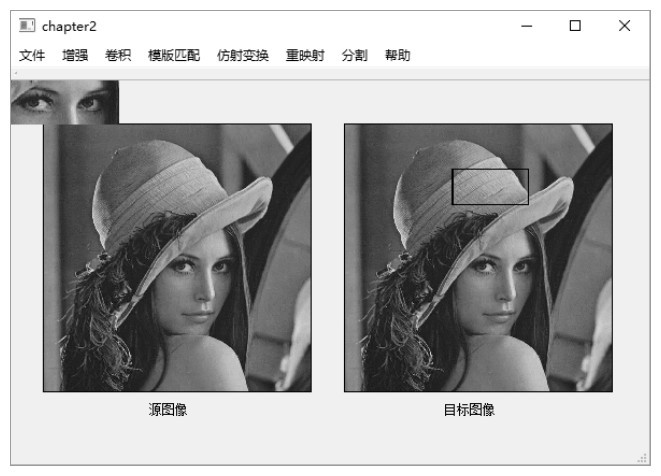 chapter2
文件 增强 卷积 模版匹配 仿射变换 重映射 分割 帮助
源图像 目标图像